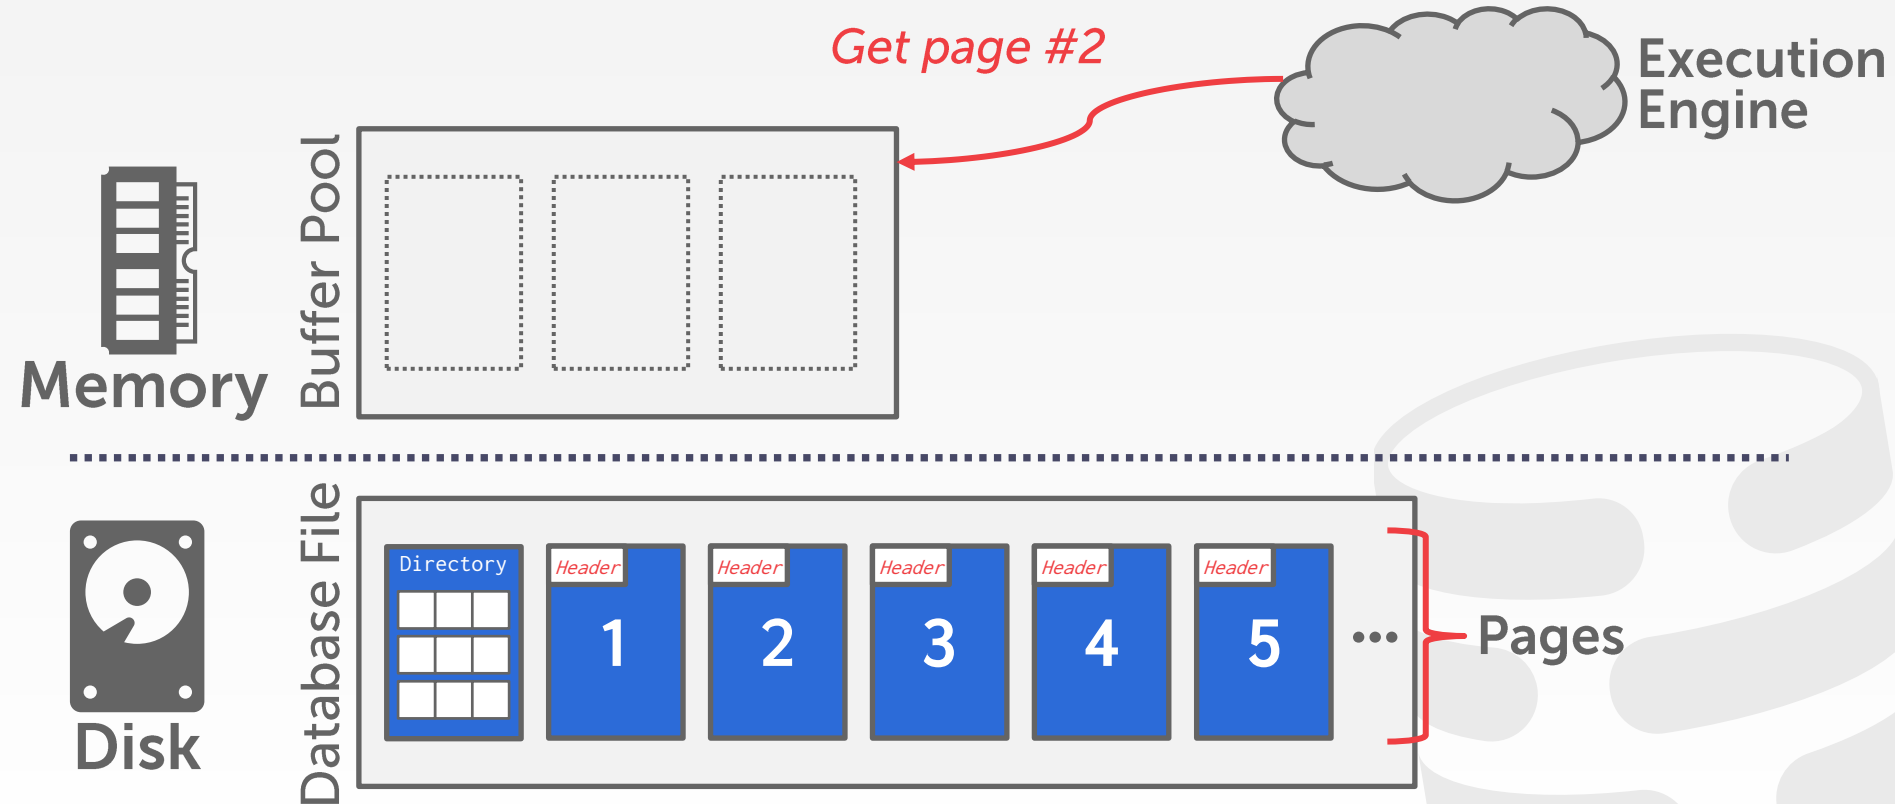 Get page #2
Execution
Engine
Buffer Pool
Memory
Database File
Directory
Header
1
Header
2
Header
3
Header
4
Header
5
...
Pages
Disk